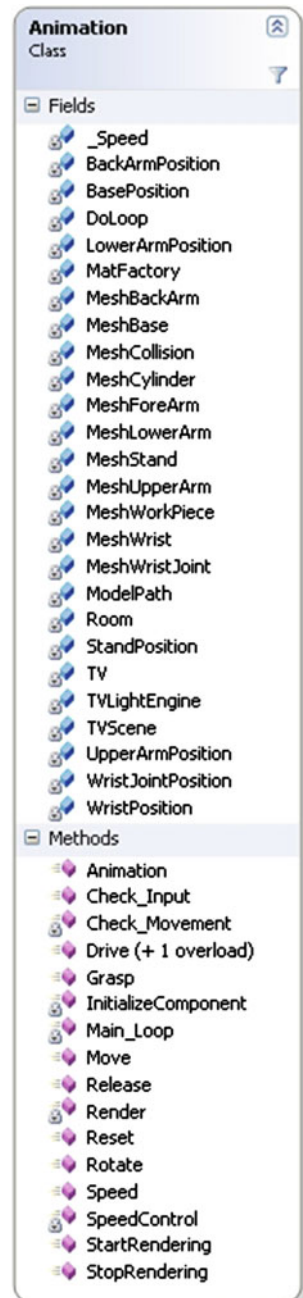 Animation
Class
Fields
_Speed
BackArmPosition
BasePosition
DoLoop
LowerArmPosition
MatFactory
MeshBackArm
MeshBase
MeshCollision
MeshCylinder
MeshForeArm
MeshLowerArm
MeshStand
MeshUpperArm
MeshWorkPiece
MeshWrist
MeshWristJoint
ModelPath
Room
StandPosition
TV
TVLightEngine
TVScene
UpperArmPosition
WristJointPosition
WristPosition
Methods
Animation
Check_Input
Check_Movement
Drive (+ 1 overload)
Grasp
InitializeComponent
Main_Loop
Move
Release
Render
Reset
Rotate
Speed
SpeedControl
StartRendering
StopRendering